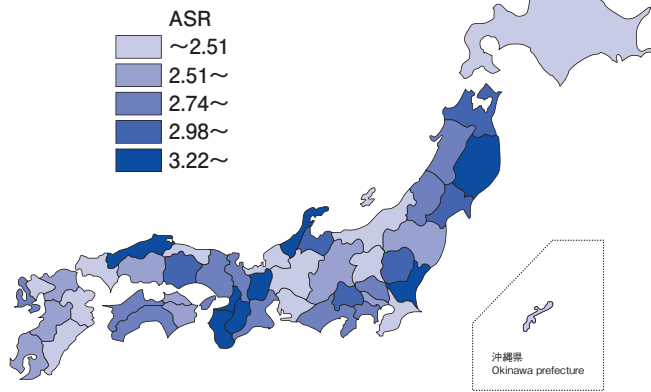 ASR
～2.51
2.51～
2.74～
2.98～
3.22～
沖縄県
Okinawa prefecture